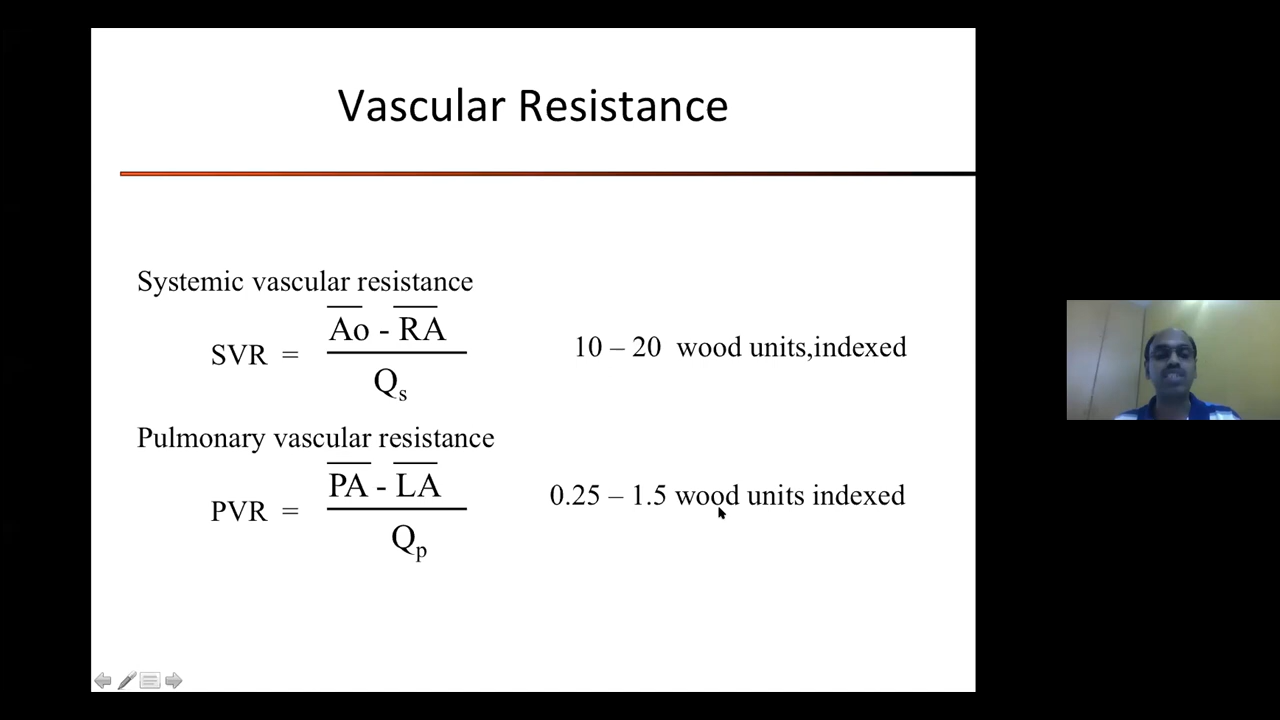 Vascular Resistance
Systemic vascular resistance
Ao - RA
SVR =
Qs
10 – 20 wood units,indexed
Pulmonary vascular resistance
PA - LA
PVR =
Qp
0.25 – 1.5 wood units indexed